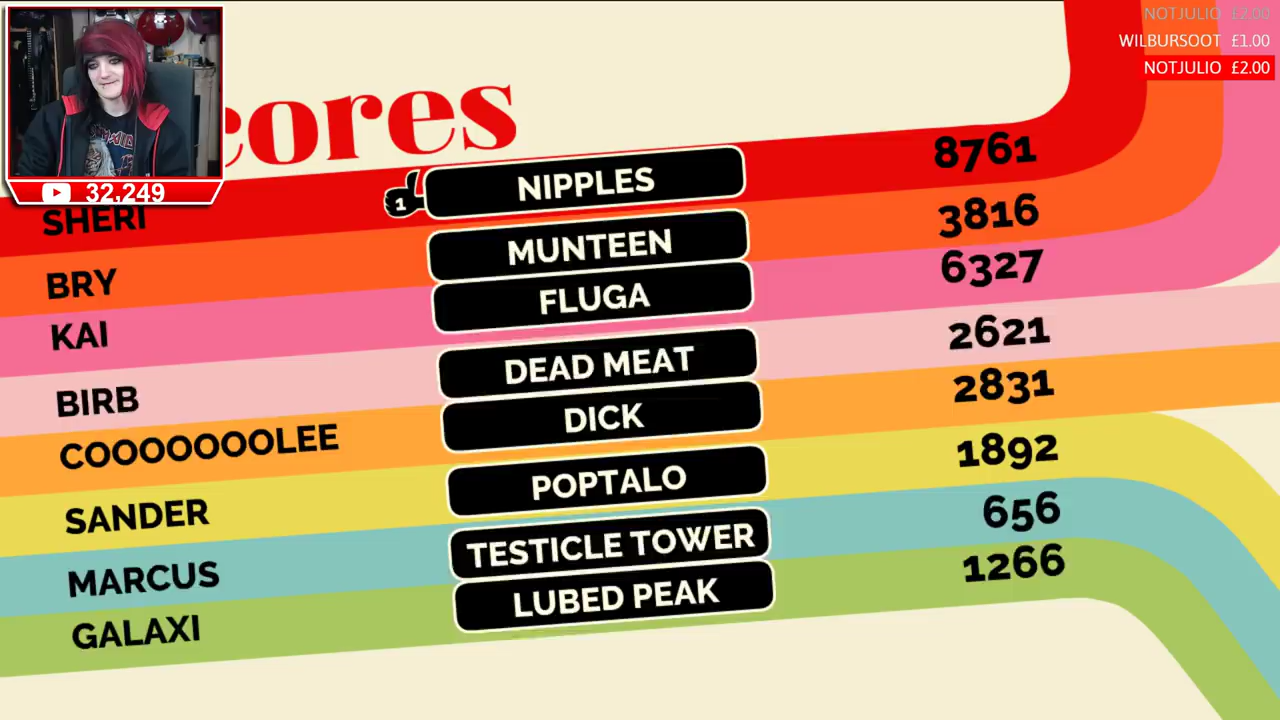 NOTJULIO £2.00
WILBURSOOT £1.00
NOTJULIO £2.00
32,249
cores
SHERI 1 NIPPLES 8761
BRY MUNTEEN 3816
KAI FLUGA 6327
BIRB DEAD MEAT 2621
COOOOOOOLEE DICK 2831
SANDER POPTALO 1892
MARCUS TESTICLE TOWER 656
GALAXI LUBED PEAK 1266